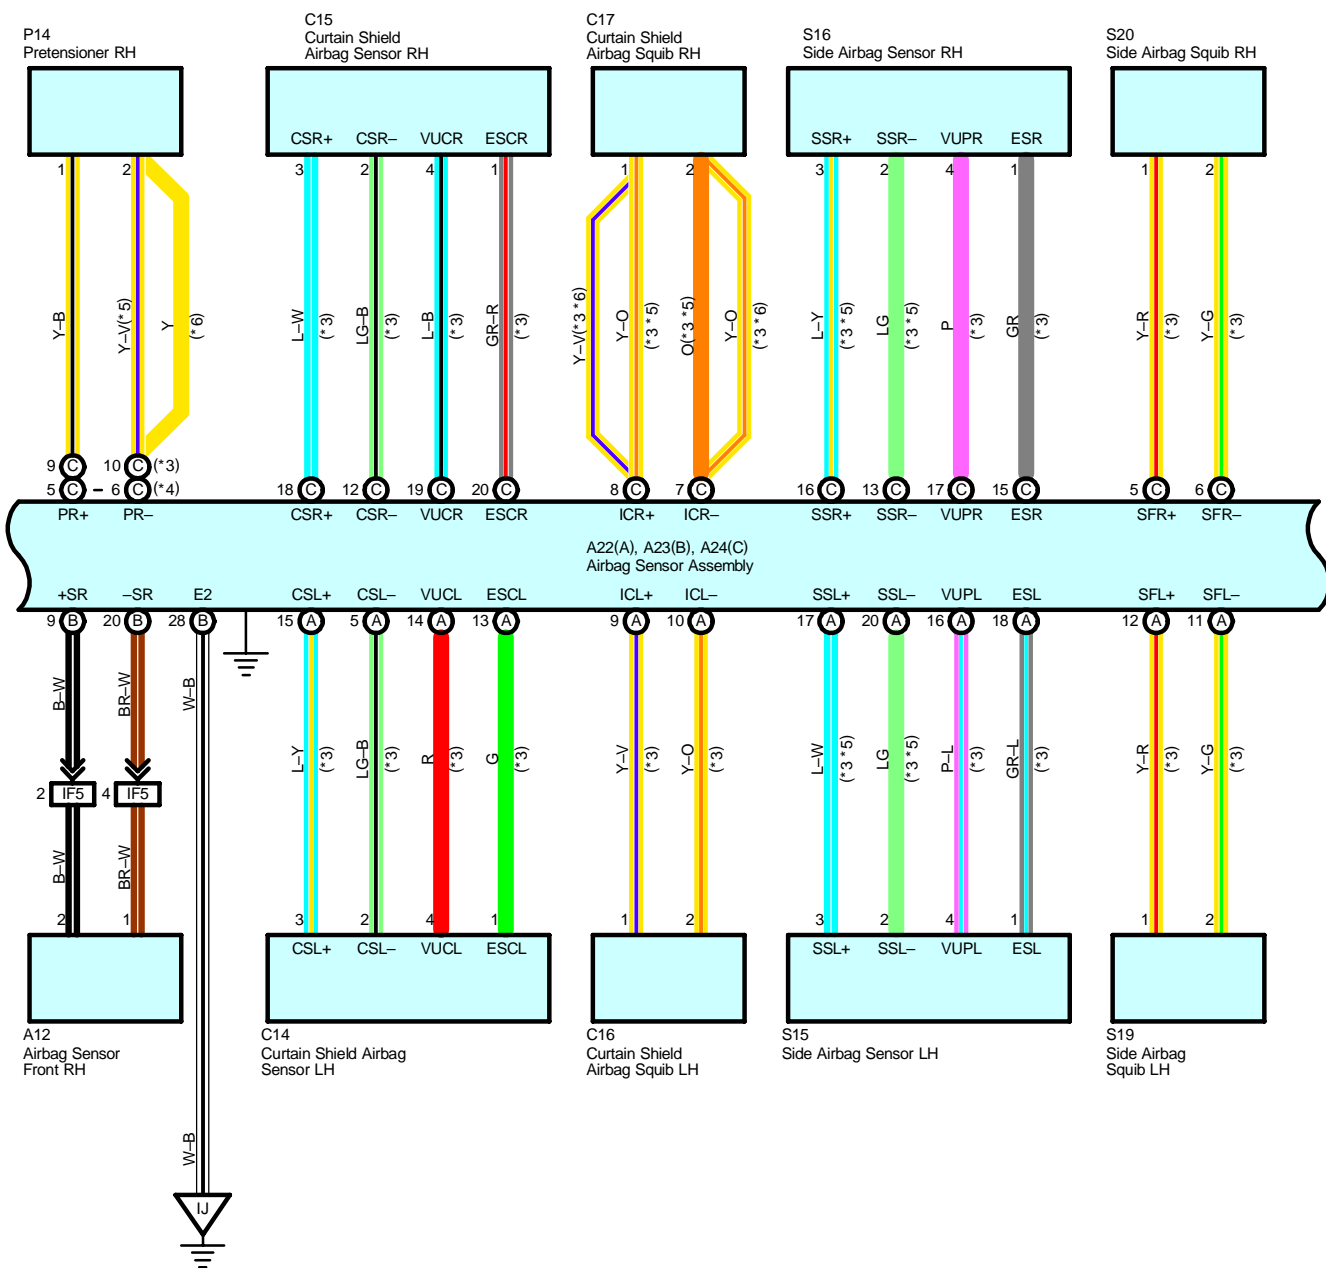 P14
Pretensioner RH
C15
Curtain Shield
Airbag Sensor RH
C17
Curtain Shield
Airbag Squib RH
S16
Side Airbag Sensor RH
S20
Side Airbag Squib RH
CSR+ CSR– VUCR ESCR
SSR+ SSR– VUPR ESR
1 2 3 2 4 1 1 2 3 2 4 1 1 2
Y–B
Y–V(*5)
Y
(*6)
L–W
(*3)
LG–B
(*3)
L–B
(*3)
GR–R
(*3)
Y–V(*3 *6)
Y–O
(*3 *5)
O(*3 *5)
Y–O
(*3 *6)
L–Y
(*3 *5)
LG
(*3 *5)
P
(*3)
GR
(*3)
Y–R
(*3)
Y–G
(*3)
9 C 10 C (*3)
5 C – 6 C (*4) 18 C 12 C 19 C 20 C 8 C 7 C 16 C 13 C 17 C 15 C 5 C 6 C
PR+ PR– CSR+ CSR– VUCR ESCR ICR+ ICR– SSR+ SSR– VUPR ESR SFR+ SFR–
A22(A), A23(B), A24(C)
Airbag Sensor Assembly
+SR –SR E2 CSL+ CSL– VUCL ESCL ICL+ ICL– SSL+ SSL– VUPL ESL SFL+ SFL–
9 B 20 B 28 B 15 A 5 A 14 A 13 A 9 A 10 A 17 A 20 A 16 A 18 A 12 A 11 A
B–W
BR–W
W–B
L–Y
(*3)
LG–B
(*3)
R
(*3)
G
(*3)
Y–V
(*3)
Y–O
(*3)
L–W
(*3 *5)
LG
(*3 *5)
P–L
(*3)
GR–L
(*3)
Y–R
(*3)
Y–G
(*3)
2 IF5 4 IF5
B–W
BR–W
2 1 3 2 4 1 1 2 3 2 4 1 1 2
CSL+ CSL– VUCL ESCL
SSL+ SSL– VUPL ESL
A12
Airbag Sensor
Front RH
C14
Curtain Shield Airbag
Sensor LH
C16
Curtain Shield
Airbag Squib LH
S15
Side Airbag Sensor LH
S19
Side Airbag
Squib LH
W–B
IJ